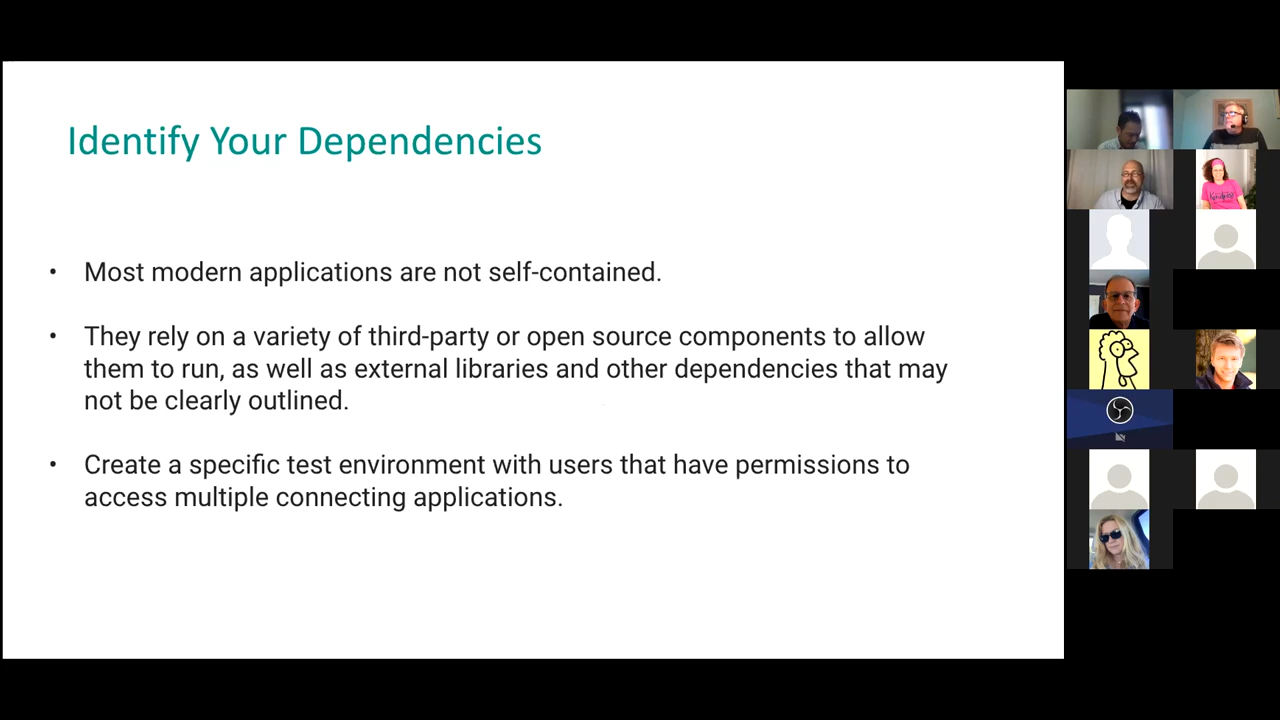 Identify Your Dependencies
• Most modern applications are not self-contained.
• They rely on a variety of third-party or open source components to allow
them to run, as well as external libraries and other dependencies that may
not be clearly outlined.
• Create a specific test environment with users that have permissions to
access multiple connecting applications.